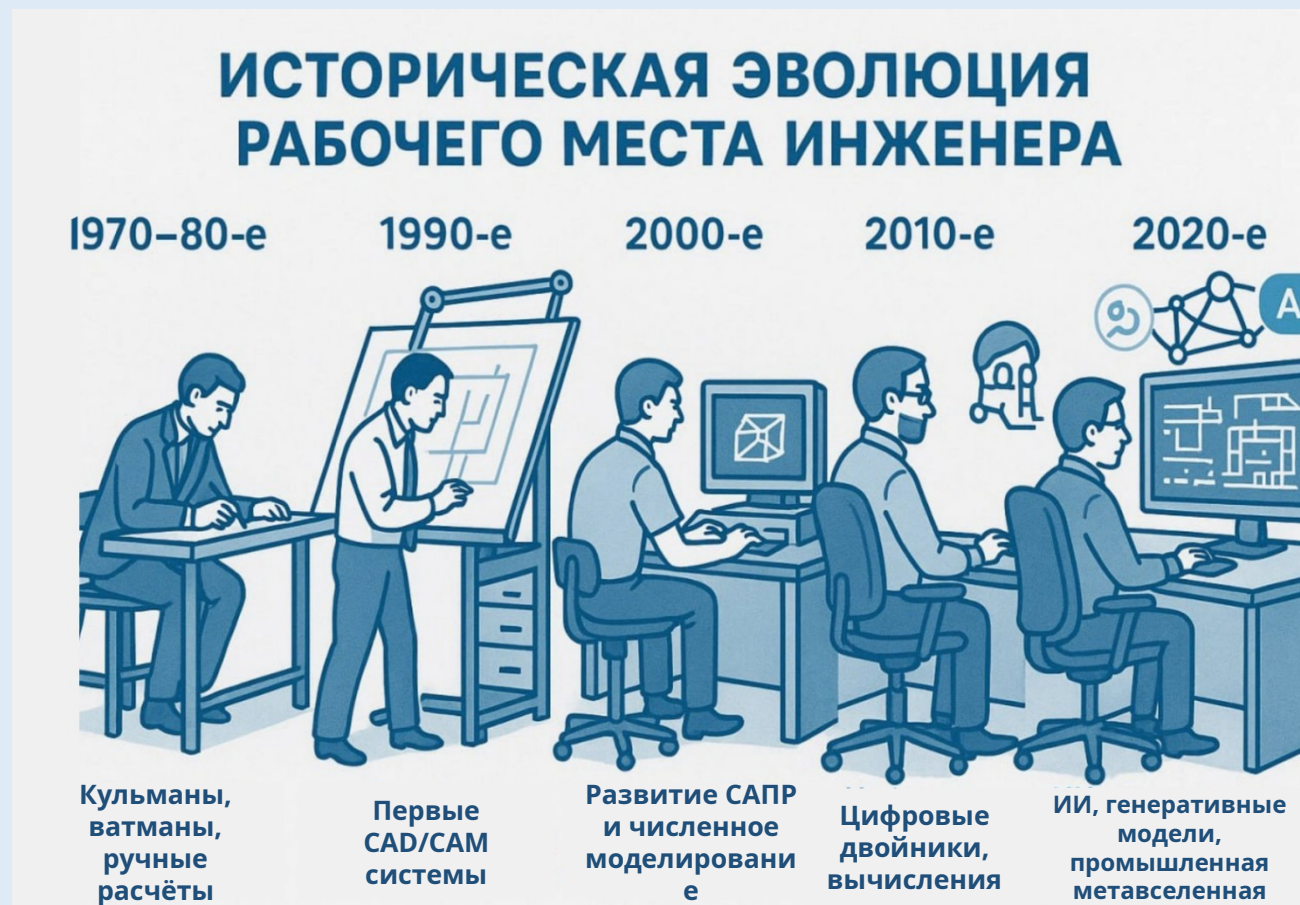 ИСТОРИЧЕСКАЯ ЭВОЛЮЦИЯ
РАБОЧЕГО МЕСТА ИНЖЕНЕРА
1970–80-е
1990-е
2000-е
2010-е
2020-е
A
Кульманы,
ватманы,
ручные
расчёты
Первые
CAD/CAM
системы
Развитие САПР
и численное
моделировани
е
Цифровые
двойники,
вычисления
ИИ, генеративные
модели,
промышленная
метавселенная